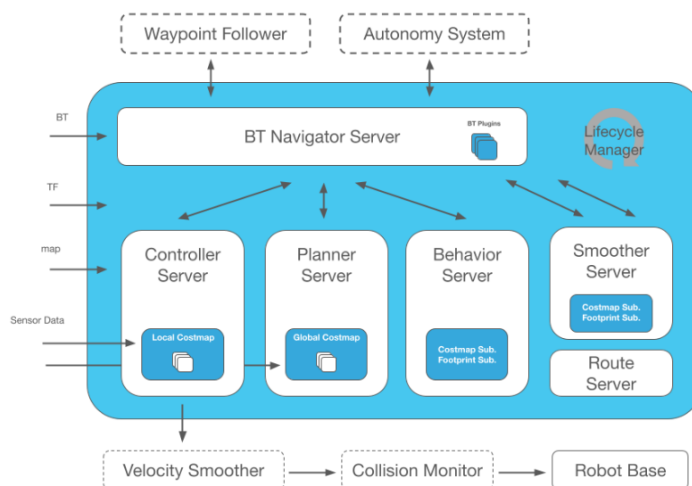 Waypoint Follower
Autonomy System
BT
BT Navigator Server
BT Plugins
Lifecycle
Manager
TF
map
Sensor Data
Controller
Server
Local Costmap
Planner
Server
Global Costmap
Behavior
Server
Costmap Sub.
Footprint Sub.
Smoother
Server
Costmap Sub.
Footprint Sub.
Route
Server
Velocity Smoother
Collision Monitor
Robot Base